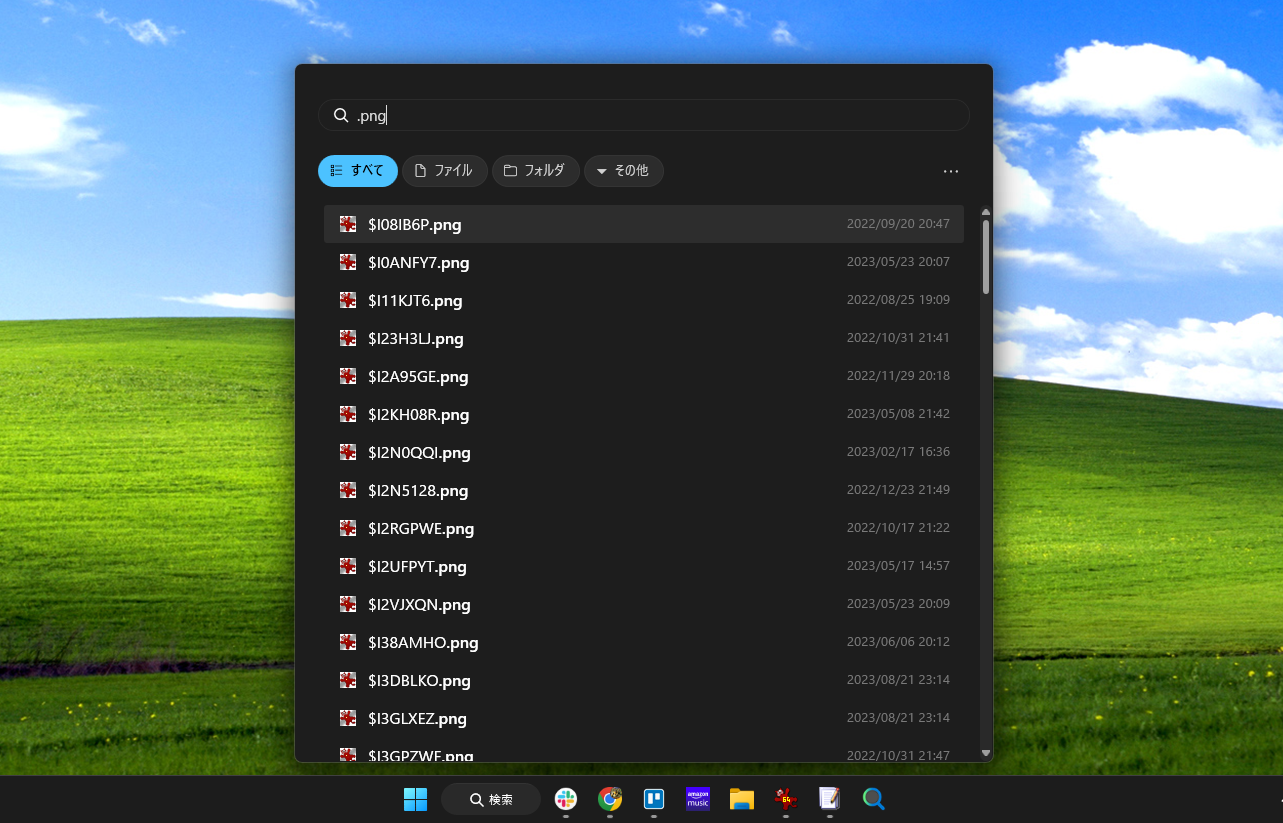 .png
すべて ファイル フォルダ その他 ...
$I08IB6P.png 2022/09/20 20:47
$I0ANFY7.png 2023/05/23 20:07
$I11KJT6.png 2022/08/25 19:09
$I23H3LJ.png 2022/10/31 21:41
$I2A95GE.png 2022/11/29 20:18
$I2KH08R.png 2023/05/08 21:42
$I2N0QQI.png 2023/02/17 16:36
$I2N5128.png 2022/12/23 21:49
$I2RGPWE.png 2022/10/17 21:22
$I2UFPYT.png 2023/05/17 14:57
$I2VJXQN.png 2023/05/23 20:09
$I38AMHO.png 2023/06/06 20:12
$I3DBLKO.png 2023/08/21 23:14
$I3GLXEZ.png 2023/08/21 23:14
$I3GPZWF.png 2022/10/31 21:47
検索 amazon music 64